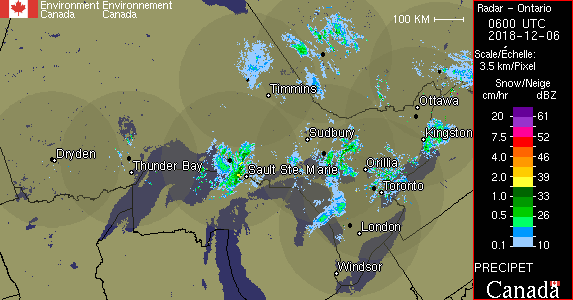 Environment Environnement
Canada Canada
100 KM
Timmins
Ottawa
Sudbury
Kingston
Dryden
Thunder Bay
Sault Ste. Marie
Orillia
Toronto
London
Windsor
Radar - Ontario
0600 UTC
2018-12-06
Scale/Échelle:
3.5 km/Pixel
Snow/Neige
cm/hr dBZ
20 61
7.5 52
4.0 46
2.0 39
1.0 33
0.5 26
0.1 10
PRECIPET
Canada